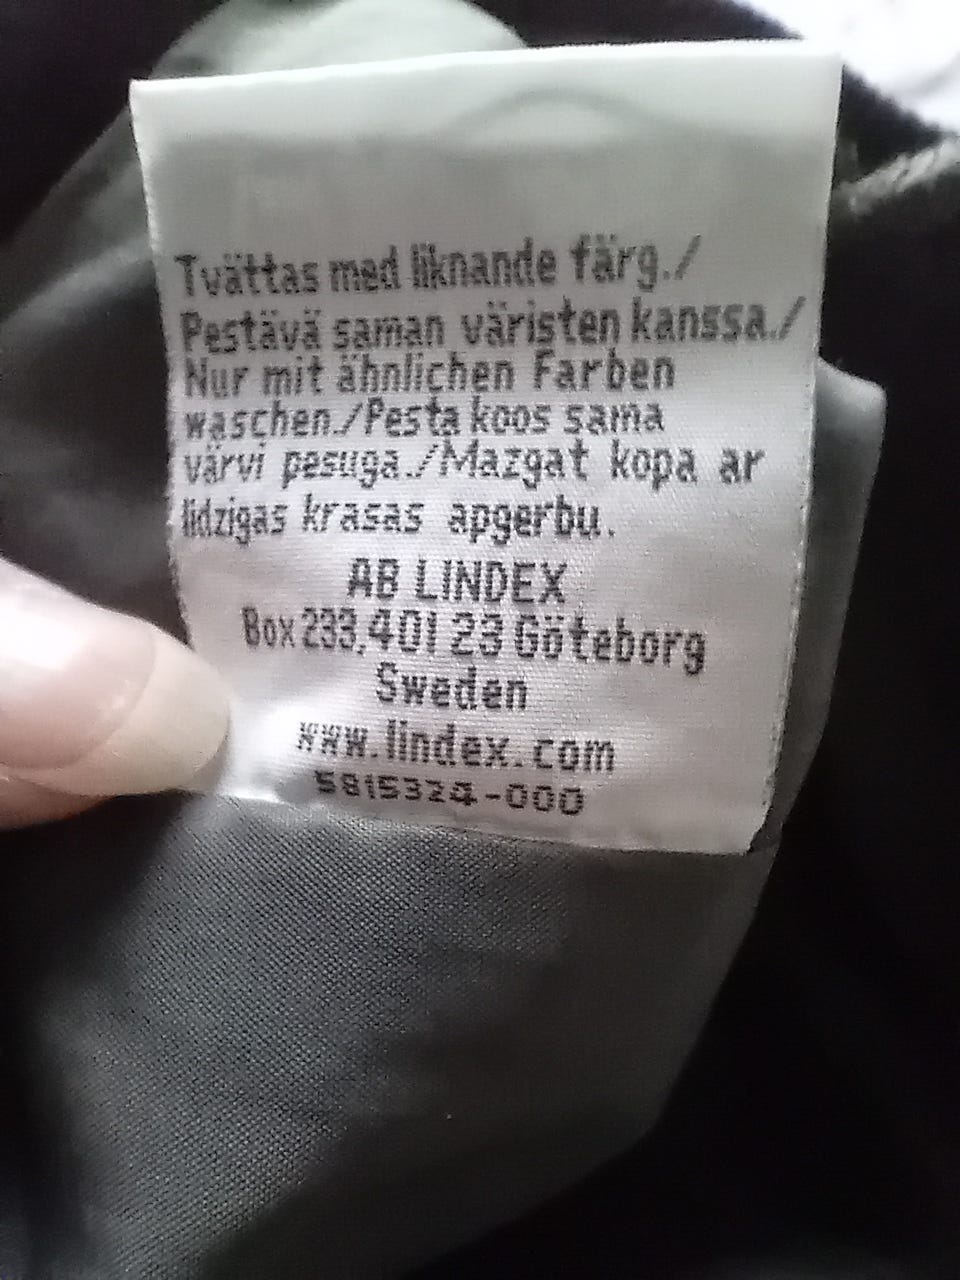 Tvättas med liknande färg./
Pestävä saman väristen kanssa./
Nur mit ähnlichen Farben
waschen./Pesta koos sama
värvi pesuga./Mazgat kopa ar
lidzigas krasas apgerbu.
AB LINDEX
Box 233,401 23 Göteborg
Sweden
www.lindex.com
5815324-000